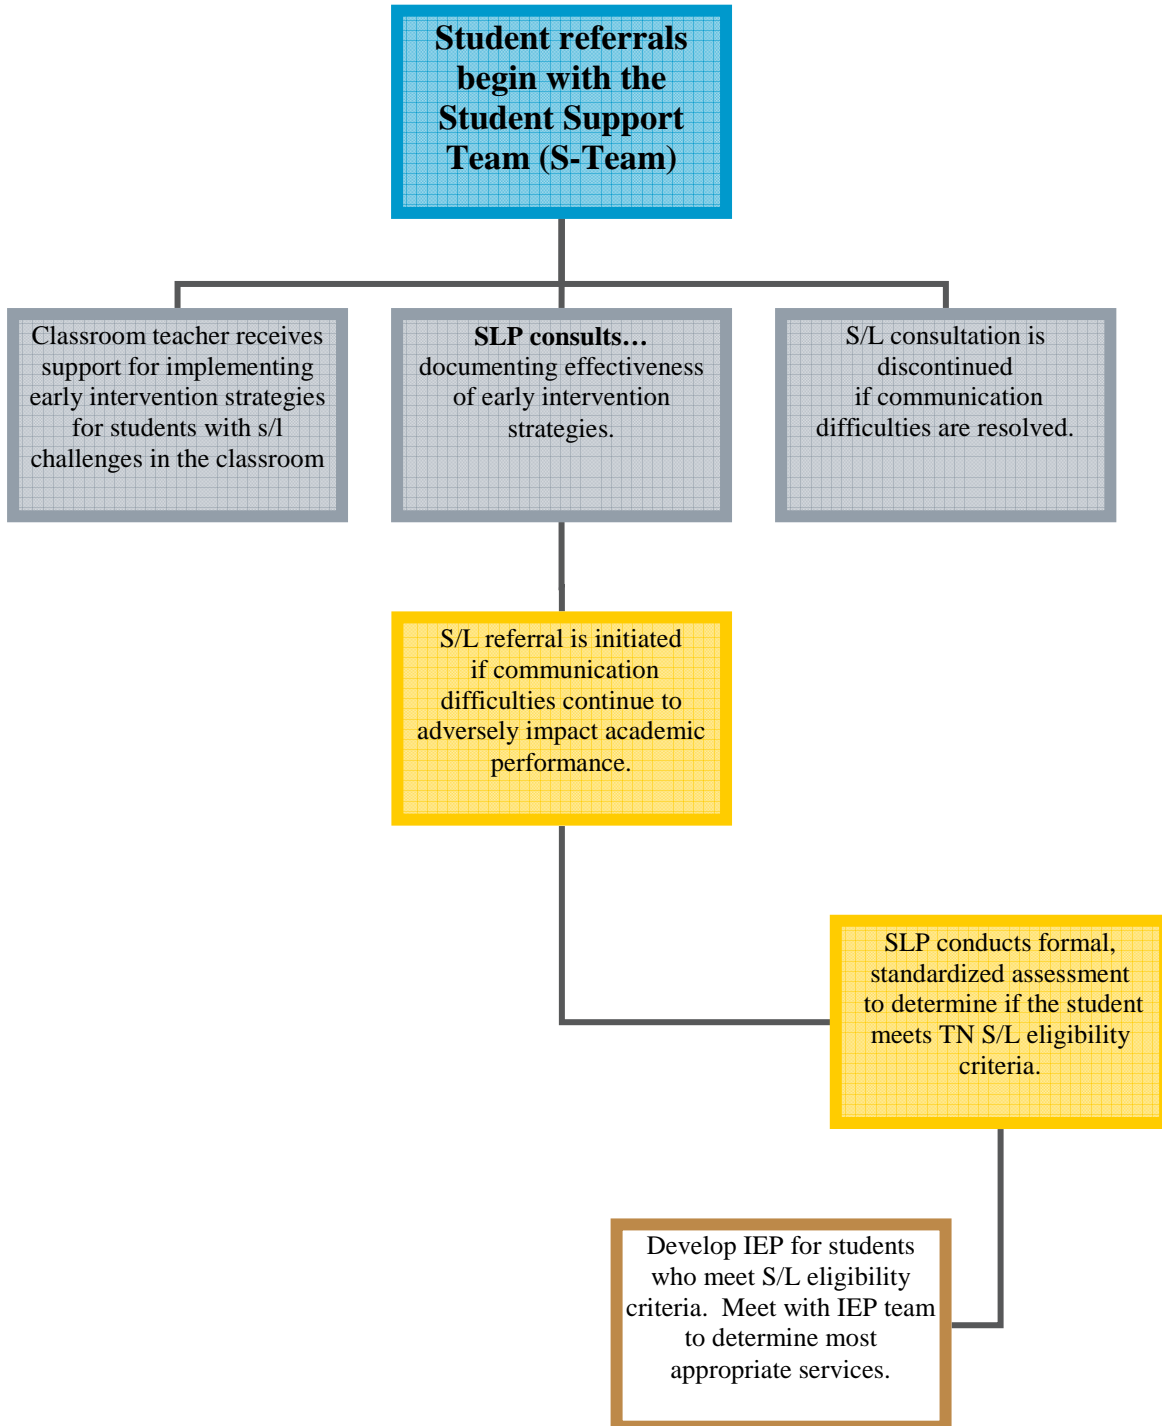 Student referrals
begin with the
Student Support
Team (S-Team)
Classroom teacher receives
support for implementing
early intervention strategies
for students with s/l
challenges in the classroom
SLP consults…
documenting effectiveness
of early intervention
strategies.
S/L consultation is
discontinued
if communication
difficulties are resolved.
S/L referral is initiated
if communication
difficulties continue to
adversely impact academic
performance.
SLP conducts formal,
standardized assessment
to determine if the student
meets TN S/L eligibility
criteria.
Develop IEP for students
who meet S/L eligibility
criteria.  Meet with IEP team
to determine most
appropriate services.